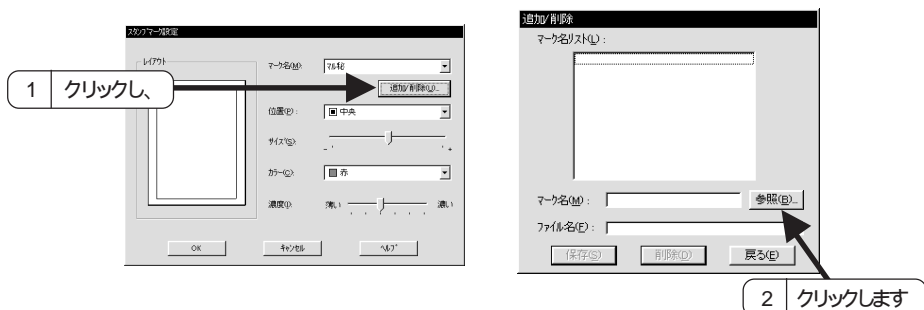 スタンプマーク設定
レイアウト
マーク名(M):
マル秘
追加/削除(U)...
位置(P):
中央
サイズ(S):
- +
カラー(C):
赤
濃度(I):
薄い
濃い
OK
キャンセル
ヘルプ
1 クリックし、
追加/削除
マーク名リスト(L):
マーク名(M):
参照(B)...
ファイル名(F):
保存(S)
削除(D)
戻る(E)
2 クリックします